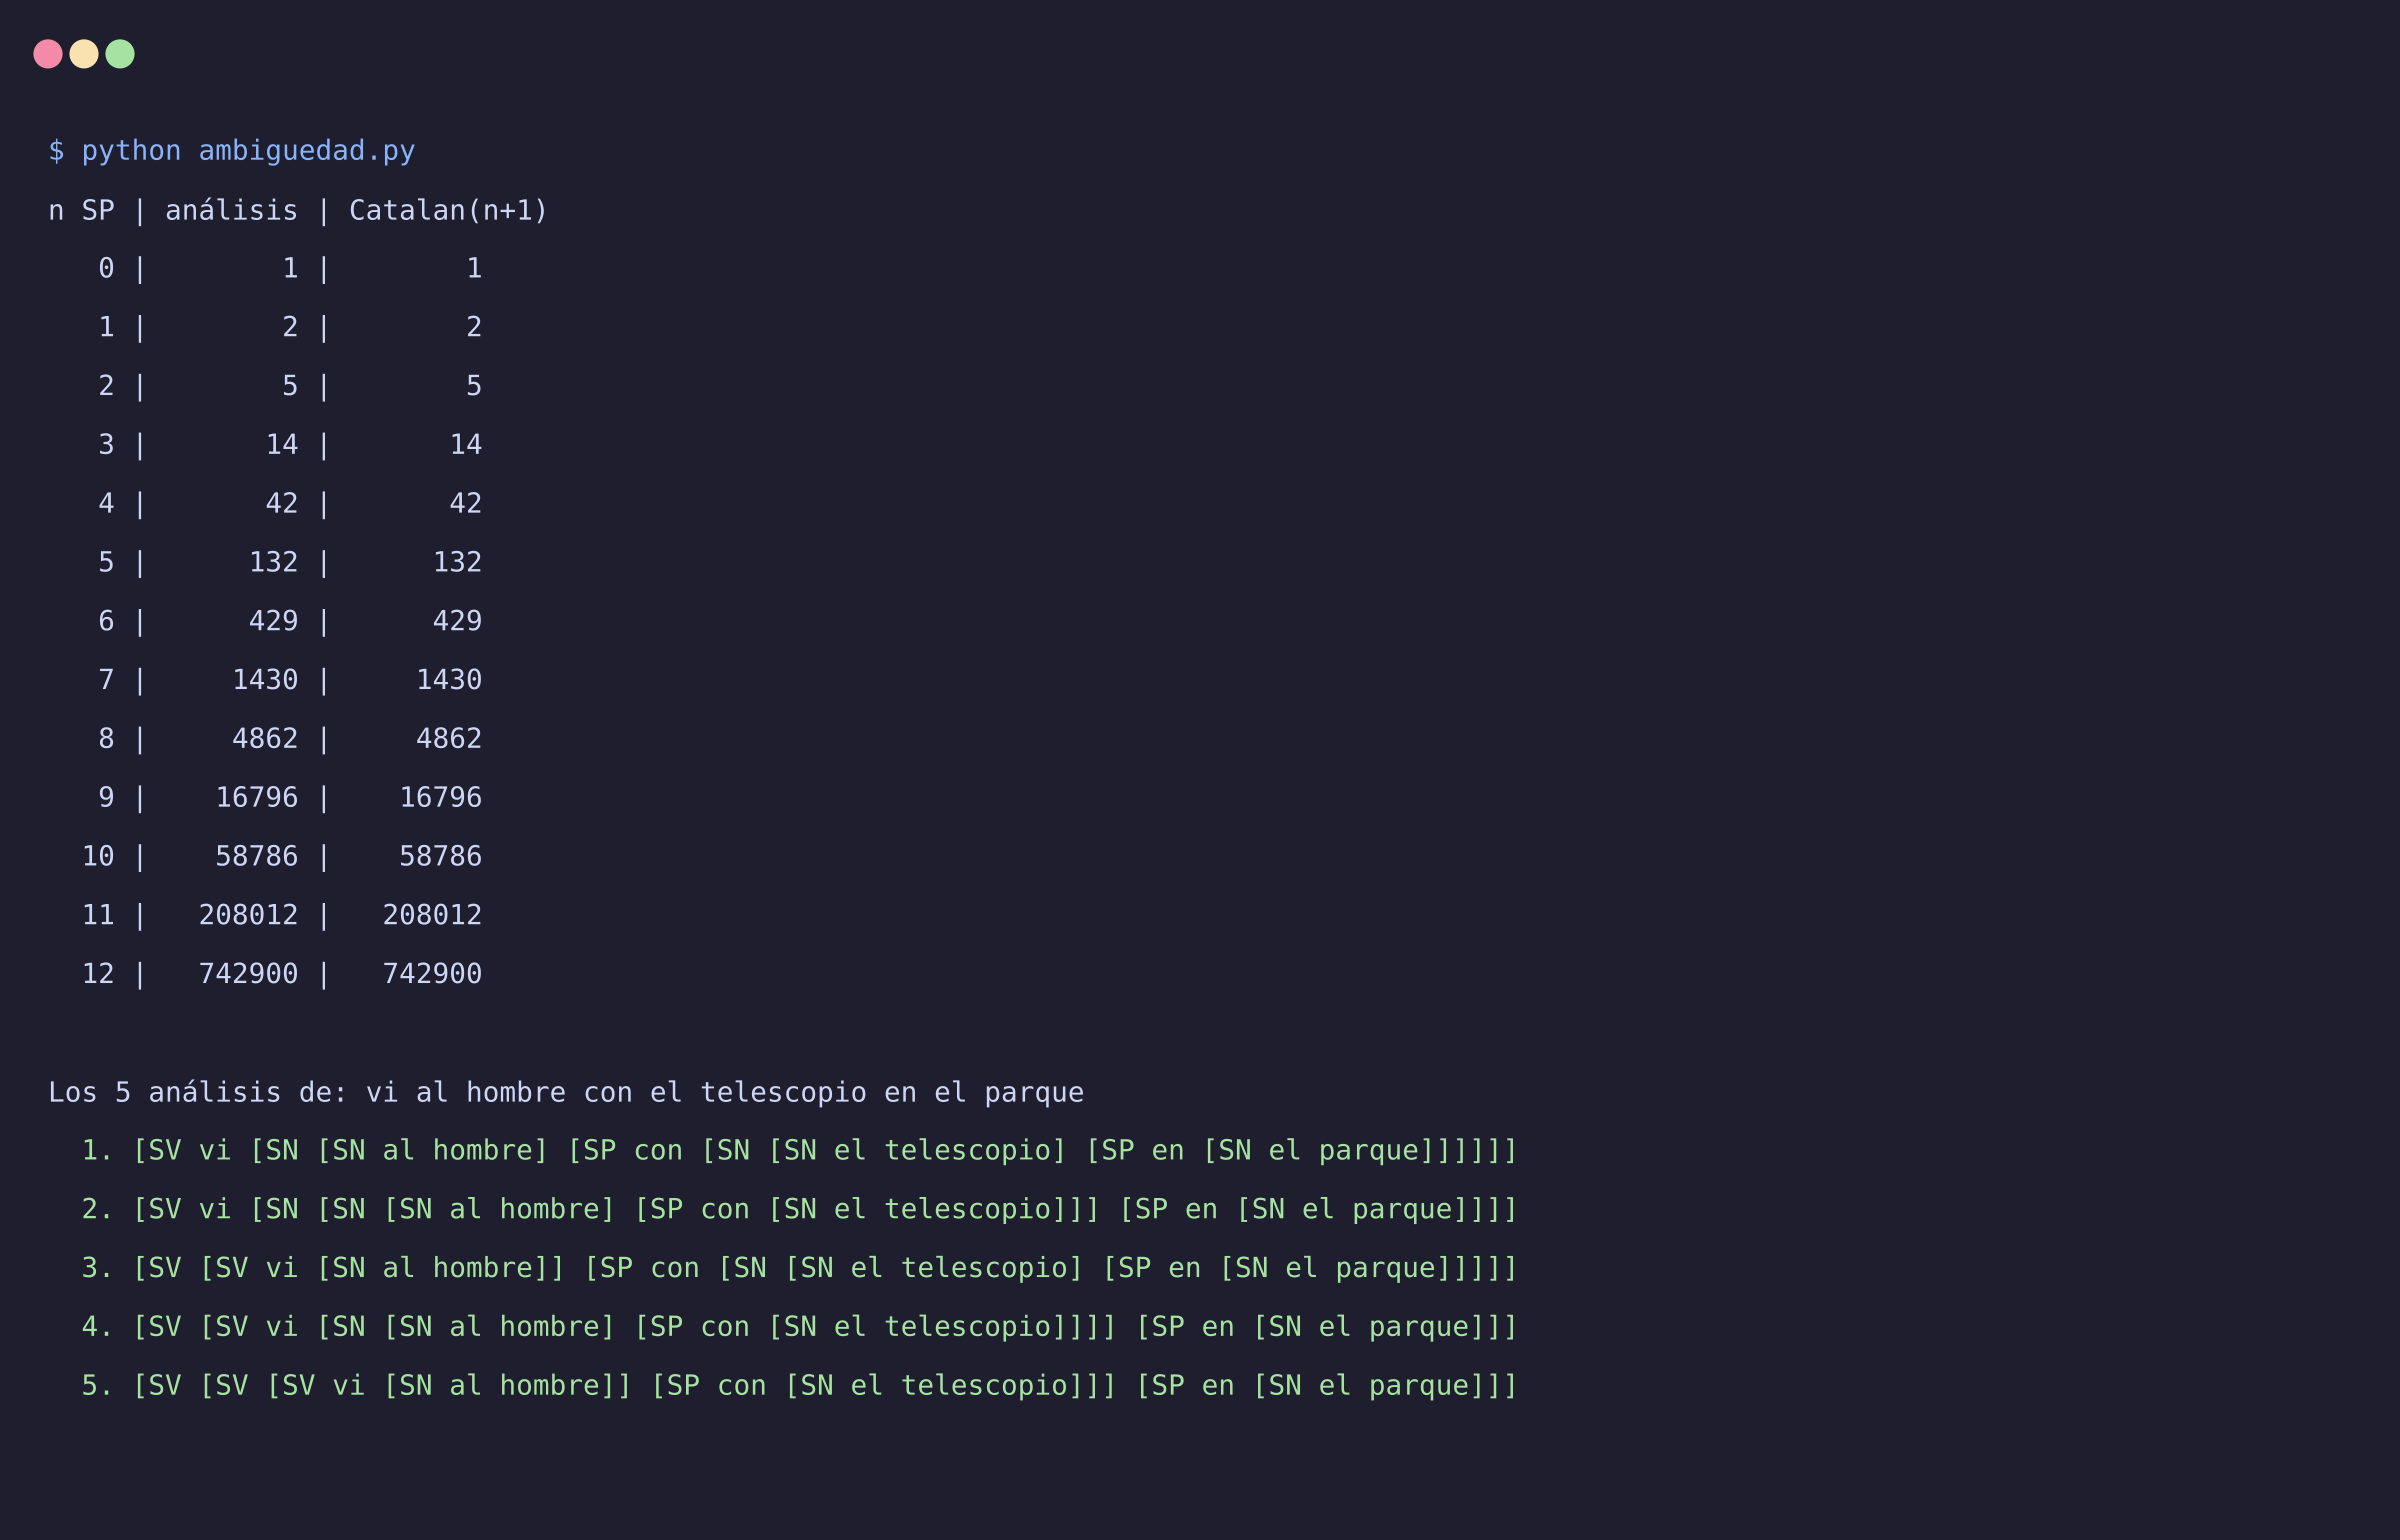 $ python ambiguedad.py
n SP | análisis | Catalan(n+1)
   0 |        1 |        1
   1 |        2 |        2
   2 |        5 |        5
   3 |       14 |       14
   4 |       42 |       42
   5 |      132 |      132
   6 |      429 |      429
   7 |     1430 |     1430
   8 |     4862 |     4862
   9 |    16796 |    16796
  10 |    58786 |    58786
  11 |   208012 |   208012
  12 |   742900 |   742900

Los 5 análisis de: vi al hombre con el telescopio en el parque
  1. [SV vi [SN [SN al hombre] [SP con [SN [SN el telescopio] [SP en [SN el parque]]]]]]
  2. [SV vi [SN [SN [SN al hombre] [SP con [SN el telescopio]]] [SP en [SN el parque]]]]
  3. [SV [SV vi [SN al hombre]] [SP con [SN [SN el telescopio] [SP en [SN el parque]]]]]
  4. [SV [SV vi [SN [SN al hombre] [SP con [SN el telescopio]]]] [SP en [SN el parque]]]
  5. [SV [SV [SV vi [SN al hombre]] [SP con [SN el telescopio]]] [SP en [SN el parque]]]